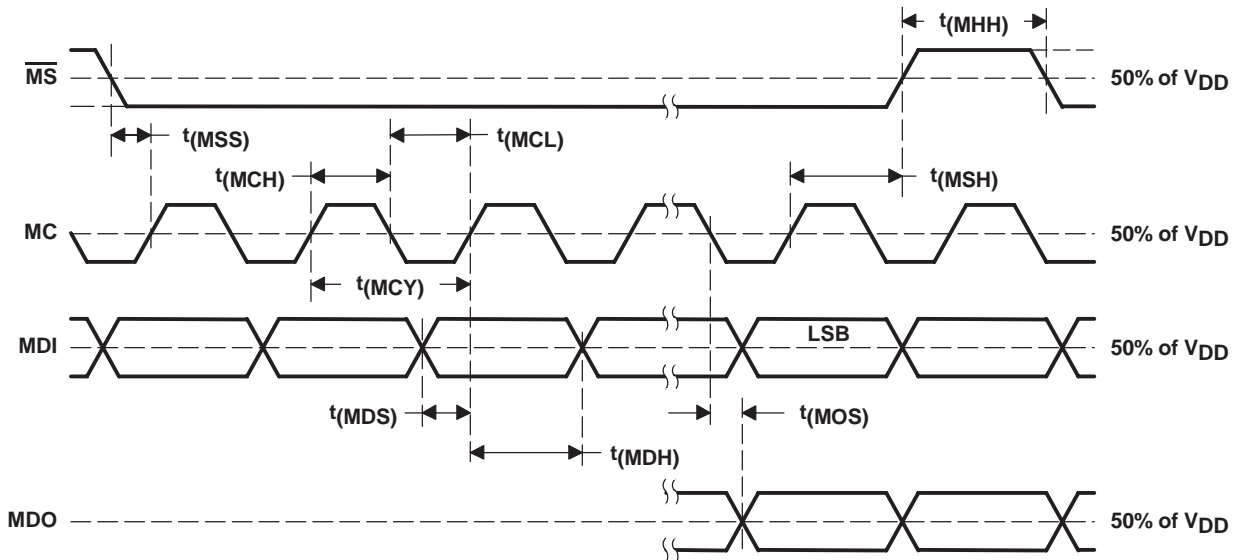 t(MHH)
MS
50% of VDD
t(MSS)
t(MCL)
t(MCH)
t(MSH)
MC
50% of VDD
t(MCY)
MDI
LSB
50% of VDD
t(MDS)
t(MOS)
t(MDH)
MDO
50% of VDD